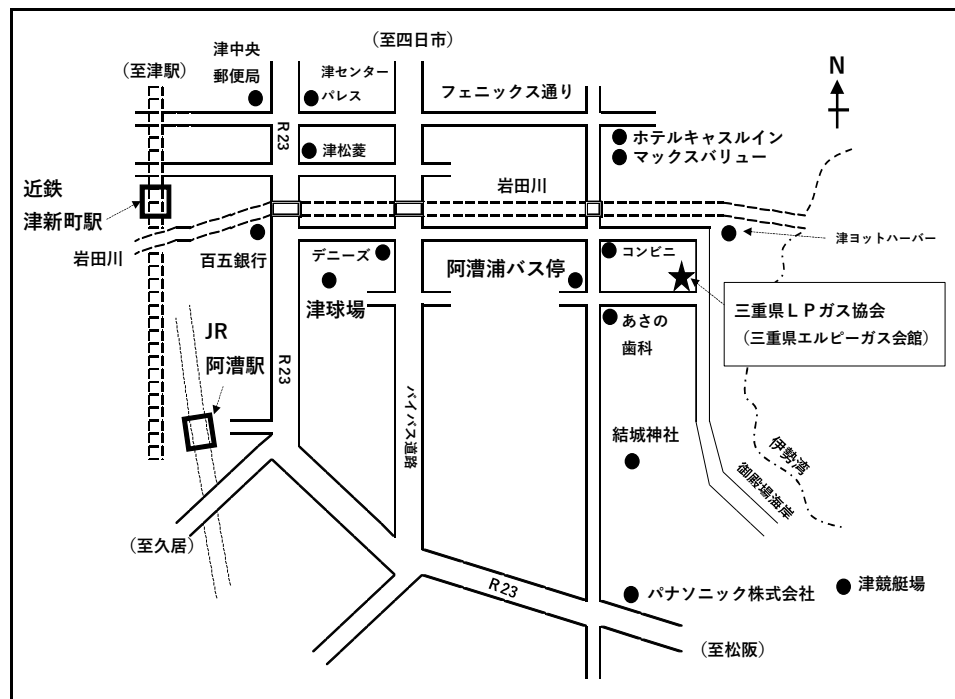 （至四日市）
津中央
郵便局
津センター
パレス
（至津駅）
フェニックス通り
N
R23
ホテルキャスルイン
マックスバリュー
津松菱
近鉄
津新町駅
岩田川
津ヨットハーバー
岩田川
百五銀行
デニーズ
コンビニ
阿漕浦バス停
津球場
三重県ＬＰガス協会
（三重県エルピーガス会館）
あさの
歯科
JR
阿漕駅
R23
バイパス道路
結城神社
伊勢湾
御殿場海岸
（至久居）
R23
パナソニック株式会社
津競艇場
（至松阪）